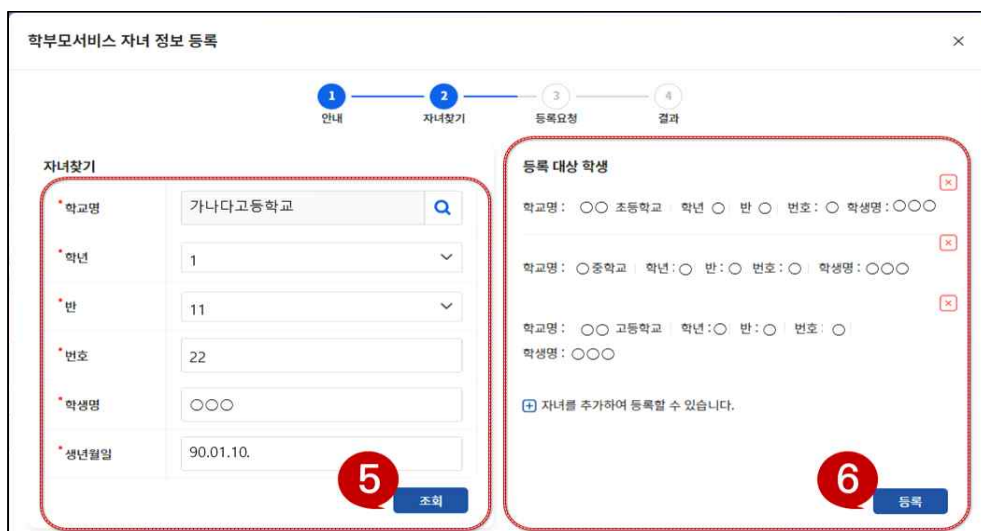 학부모서비스 자녀 정보 등록
1 2 3 4
안내 자녀찾기 등록요청 결과
자녀찾기
*학교명 가나다고등학교
*학년 1
*반 11
*번호 22
*학생명 ○○○
*생년월일 90.01.10.
5 조회
등록 대상 학생
학교명 : ○○ 초등학교 학년 ○ 반 ○ 번호 : ○ 학생명 : ○○○
학교명 : ○중학교 학년 : ○ 반 : ○ 번호 : ○ 학생명 : ○○○
학교명 : ○○ 고등학교 학년 : ○ 반 : ○ 번호 : ○
학생명 : ○○○
자녀를 추가하여 등록할 수 있습니다.
6 등록